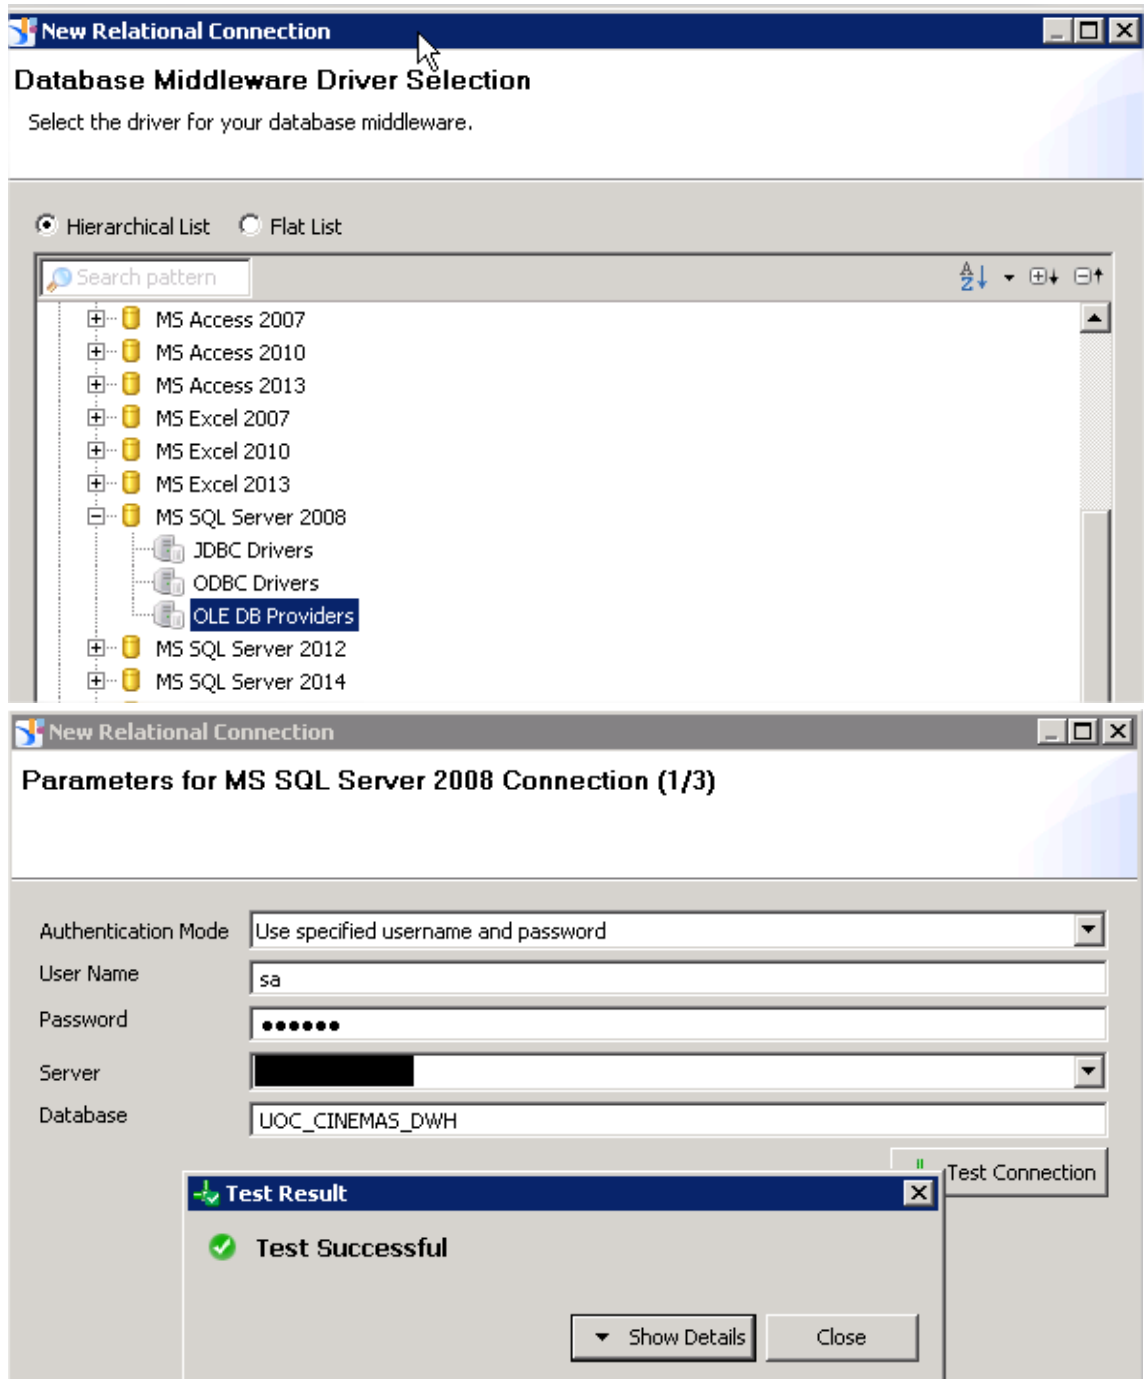 New Relational Connection
Database Middleware Driver Selection
Select the driver for your database middleware.
Hierarchical List Flat List
Search pattern
MS Access 2007
MS Access 2010
MS Access 2013
MS Excel 2007
MS Excel 2010
MS Excel 2013
MS SQL Server 2008
JDBC Drivers
ODBC Drivers
OLE DB Providers
MS SQL Server 2012
MS SQL Server 2014
New Relational Connection
Parameters for MS SQL Server 2008 Connection (1/3)
Authentication Mode Use specified username and password
User Name sa
Password ●●●●●●
Server
Database UOC_CINEMAS_DWH
Test Connection
Test Result
Test Successful
Show Details Close